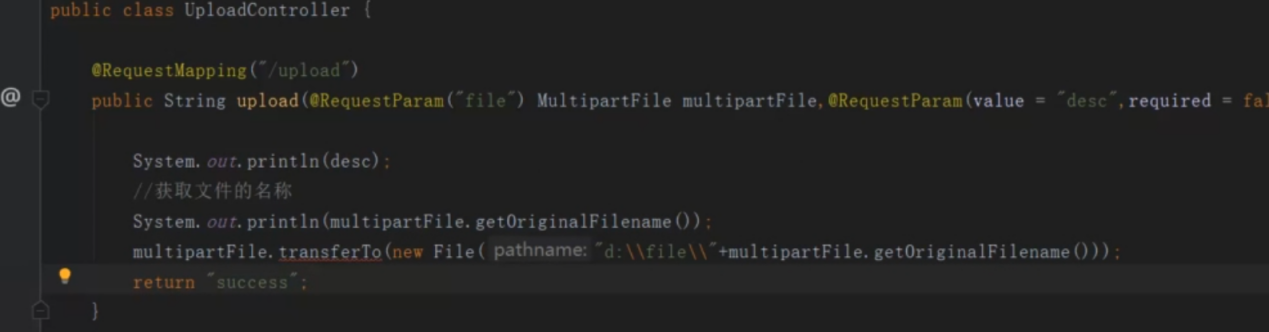 public class UploadController {
@RequestMapping("/upload")
@ public String upload(@RequestParam("file") MultipartFile multipartFile,@RequestParam(value = "desc",required = fal
System.out.println(desc);
//获取文件的名称
System.out.println(multipartFile.getOriginalFilename());
multipartFile.transferTo(new File( pathname: "d:\\file\\"+multipartFile.getOriginalFilename()));
return "success";
}